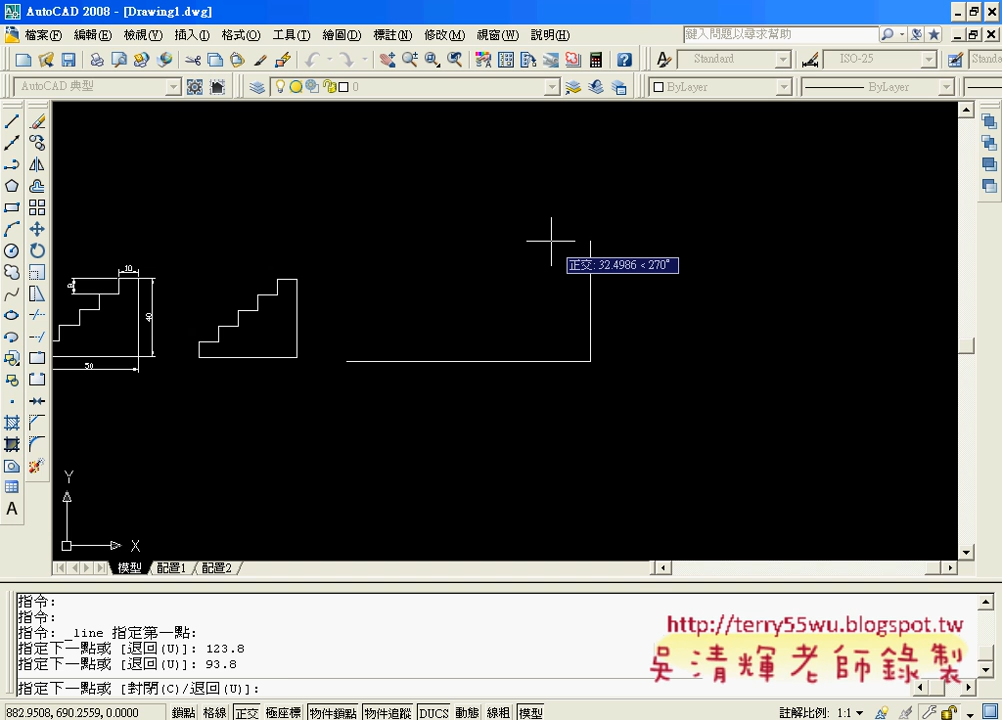 AutoCAD 2008 - [Drawing1.dwg]
檔案(F) 編輯(E) 檢視(V) 插入(I) 格式(O) 工具(T) 繪圖(D) 標註(N) 修改(M) 視窗(W) 說明(H) 鍵入問題以尋求幫助
Standard ISO-25 Standa
AutoCAD 典型 0 ByLayer ByLayer
正交: 32.4986 < 270°
10
8
40
50
Y
X
模型 配置1 配置2
指令:
指令:
指令: _line 指定第一點:
指定下一點或 [退回(U)]: 123.8
指定下一點或 [退回(U)]: 93.8
指定下一點或 [封閉(C)/退回(U)]:
http://terry55wu.blogspot.tw
吳清輝老師錄製
882.9508, 690.2559, 0.0000 鎖點 格線 正交 極座標 物件鎖點 物件追蹤 DUCS 動態 線粗 模型 註解比例: 1:1